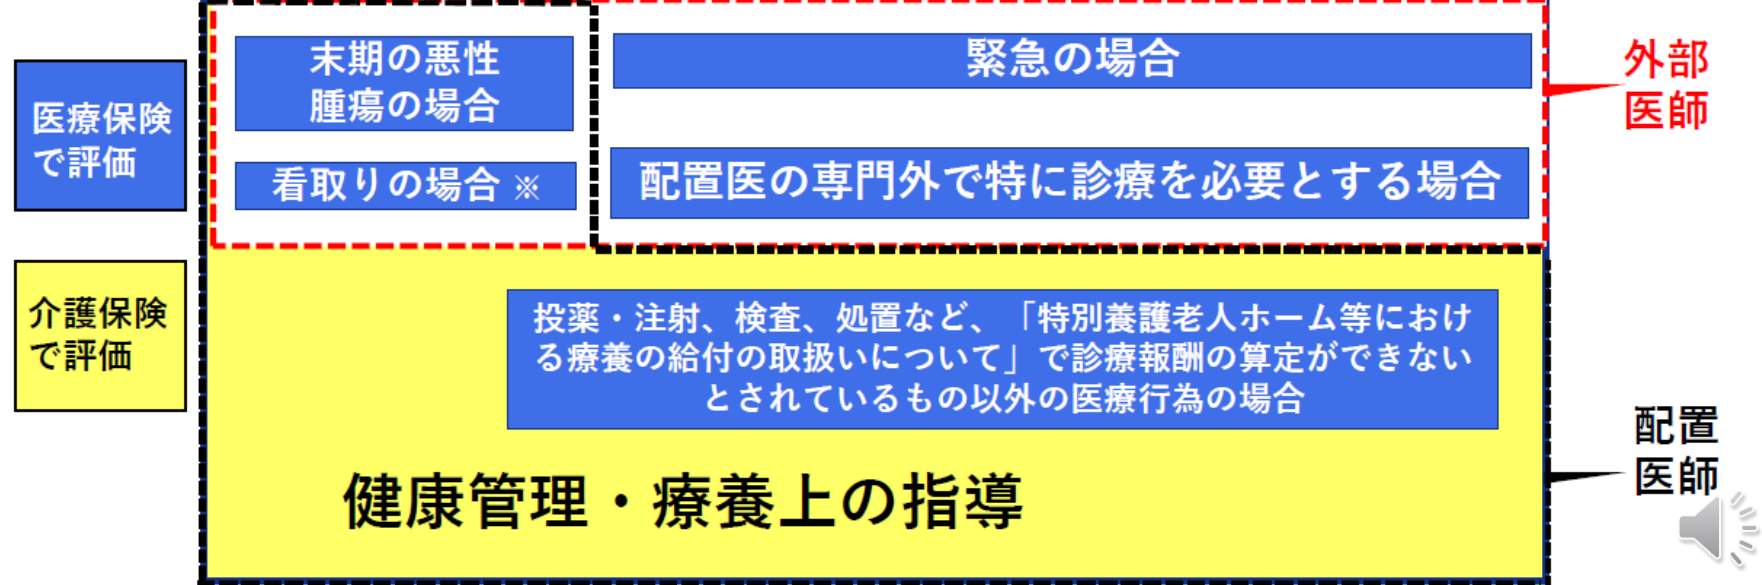 医療保険
で評価
末期の悪性
腫瘍の場合
看取りの場合 ※
緊急の場合
配置医の専門外で特に診療を必要とする場合
外部
医師
介護保険
で評価
投薬・注射、検査、処置など、「特別養護老人ホーム等におけ
る療養の給付の取扱いについて」で診療報酬の算定ができない
とされているもの以外の医療行為の場合
健康管理・療養上の指導
配置
医師